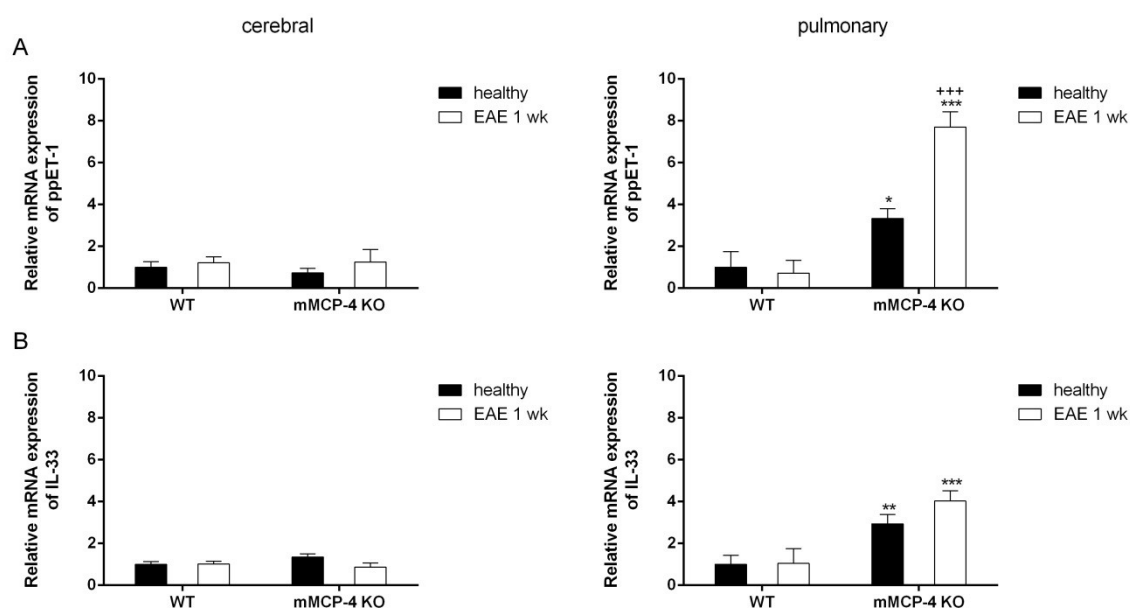 cerebral
pulmonary
A
Relative mRNA expression
of ppET-1
10
8
6
4
2
0
WT
mMCP-4 KO
healthy
EAE 1 wk
Relative mRNA expression
of ppET-1
10
8
6
4
2
0
*
+++
***
WT
mMCP-4 KO
healthy
EAE 1 wk
B
Relative mRNA expression
of IL-33
10
8
6
4
2
0
WT
mMCP-4 KO
healthy
EAE 1 wk
Relative mRNA expression
of IL-33
10
8
6
4
2
0
**
***
WT
mMCP-4 KO
healthy
EAE 1 wk